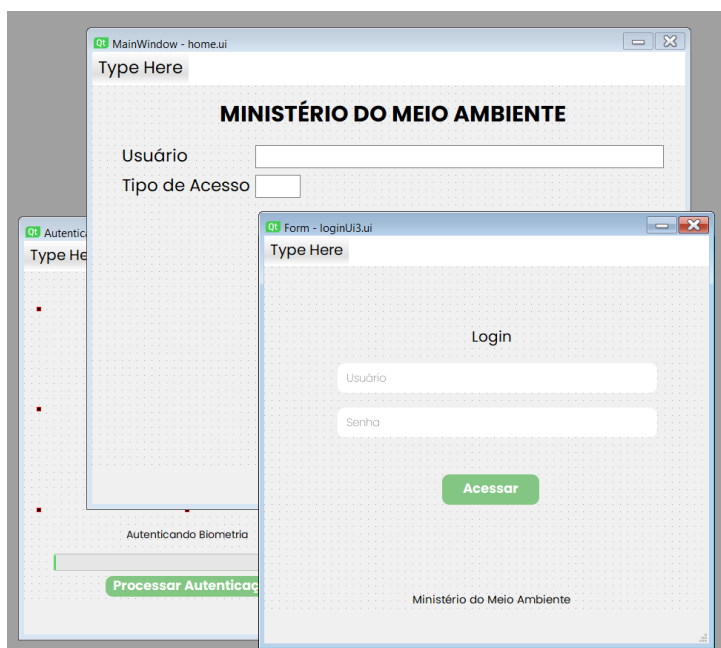 MainWindow - home.ui
Type Here
MINISTÉRIO DO MEIO AMBIENTE
Usuário
Tipo de Acesso
Autentica
Type He
Autenticando Biometria
Processar Autenticaç
Form - loginUi3.ui
Type Here
Login
Usuário
Senha
Acessar
Ministério do Meio Ambiente